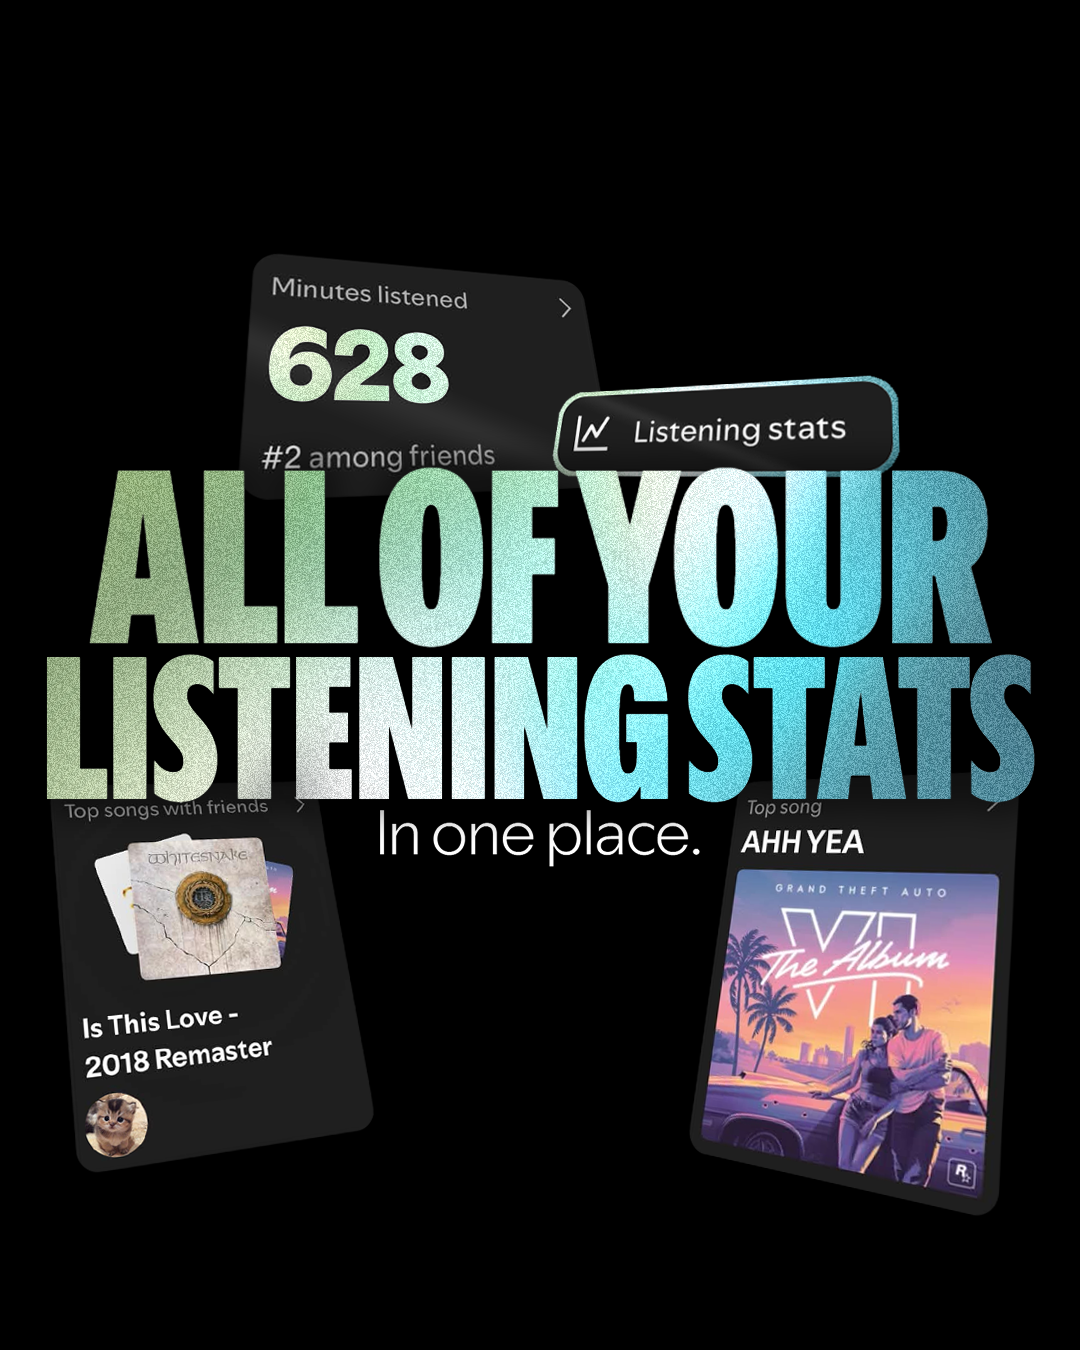 Minutes listened
628
#2 among friends
Listening stats
ALL OF YOUR
LISTENING STATS
In one place.
Top songs with friends
WHITESNAKE
Is This Love -
2018 Remaster
Top song
AHH YEA
GRAND THEFT AUTO
VI
The Album
R